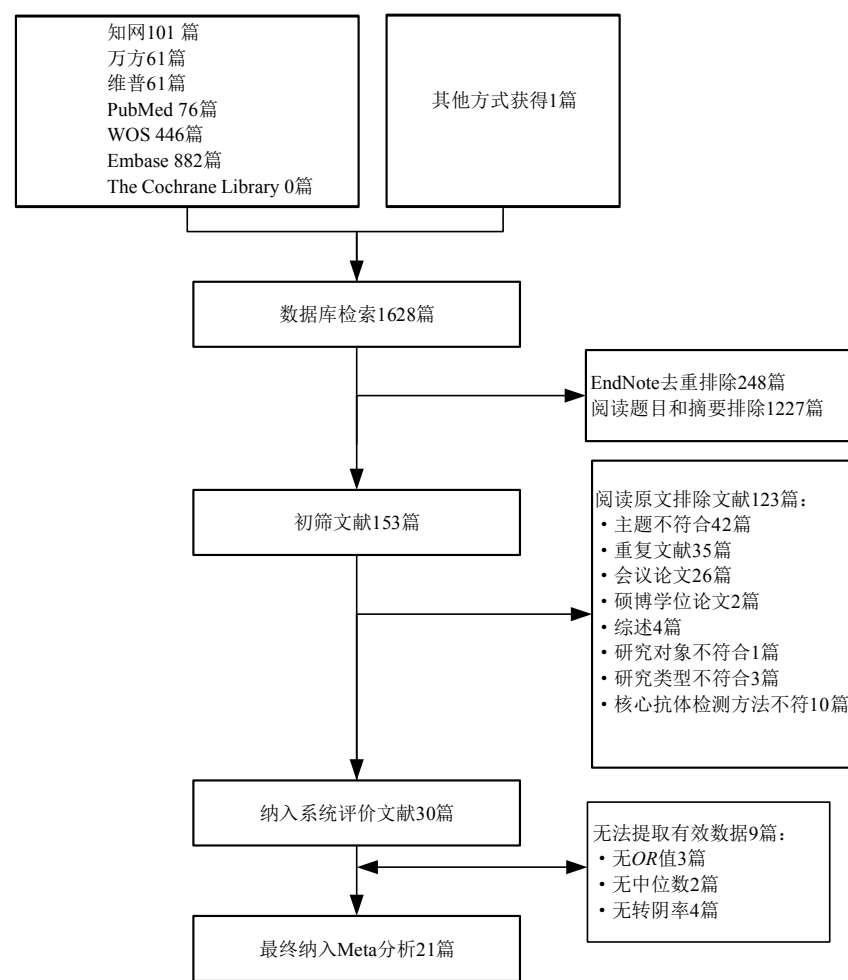 知网101 篇
万方61篇
维普61篇
PubMed 76篇
WOS 446篇
Embase 882篇
The Cochrane Library 0篇
其他方式获得1篇
数据库检索1628篇
EndNote去重排除248篇
阅读题目和摘要排除1227篇
初筛文献153篇
阅读原文排除文献123篇：
・主题不符合42篇
・重复文献35篇
・会议论文26篇
・硕博学位论文2篇
・综述4篇
・研究对象不符合1篇
・研究类型不符合3篇
・核心抗体检测方法不符10篇
纳入系统评价文献30篇
无法提取有效数据9篇：
・无OR值3篇
・无中位数2篇
・无转阴率4篇
最终纳入Meta分析21篇